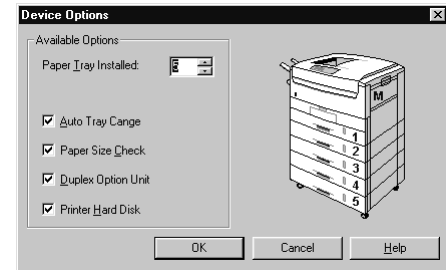 Device Options
Available Options
Paper Tray Installed:
Auto Tray Cange
Paper Size Check
Duplex Option Unit
Printer Hard Disk
M
1
2
3
4
5
OK Cancel Help